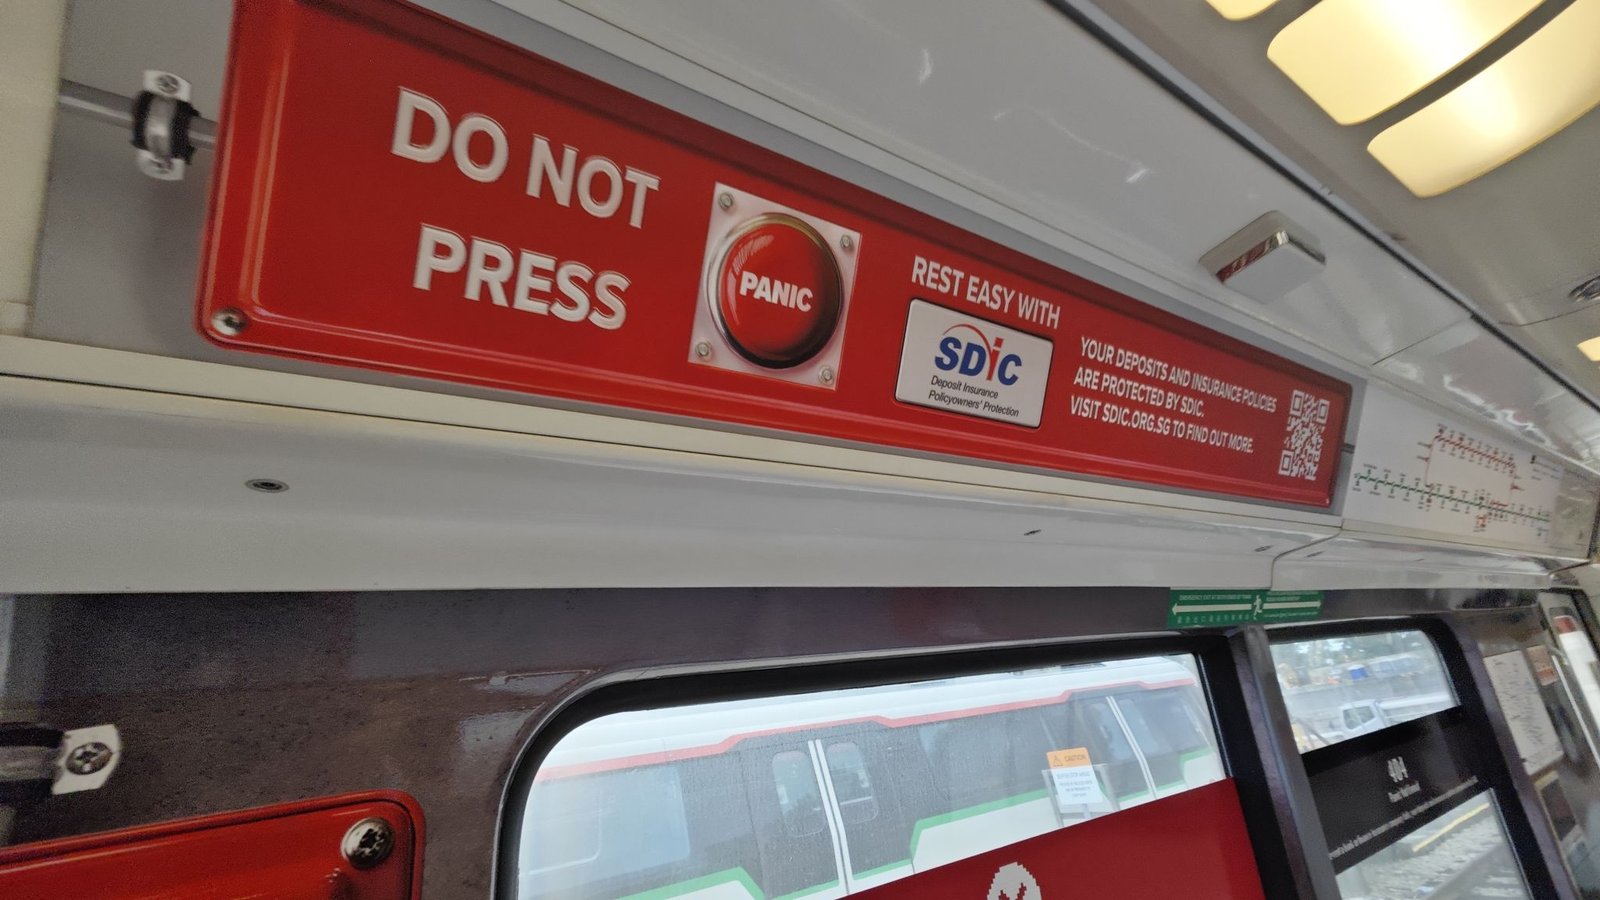 DO NOT
PRESS
PANIC
REST EASY WITH
SDiC
Deposit Insurance
Policyowners' Protection
YOUR DEPOSITS AND INSURANCE POLICIES
ARE PROTECTED BY SDIC.
VISIT SDIC.ORG.SG TO FIND OUT MORE.
CAUTION
404